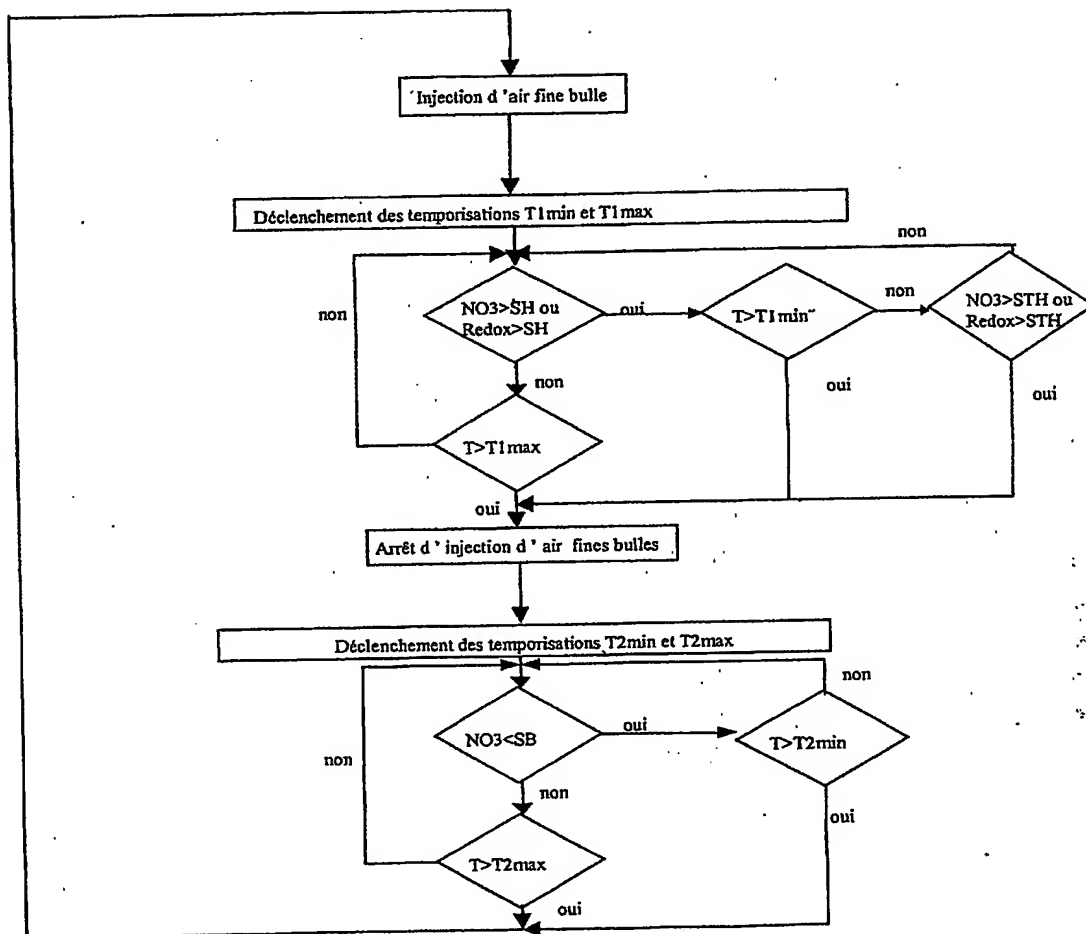 Injection d'air fine bulle
Déclenchement des temporisations T1min et T1max
non
NO3>SH ou
Redox>SH
oui
T>T1min
non
NO3>STH ou
Redox>STH
non
non
oui
oui
T>T1max
oui
Arrêt d'injection d'air fines bulles
Déclenchement des temporisations T2min et T2max
non
NO3<SB
oui
T>T2min
non
non
oui
T>T2max
oui